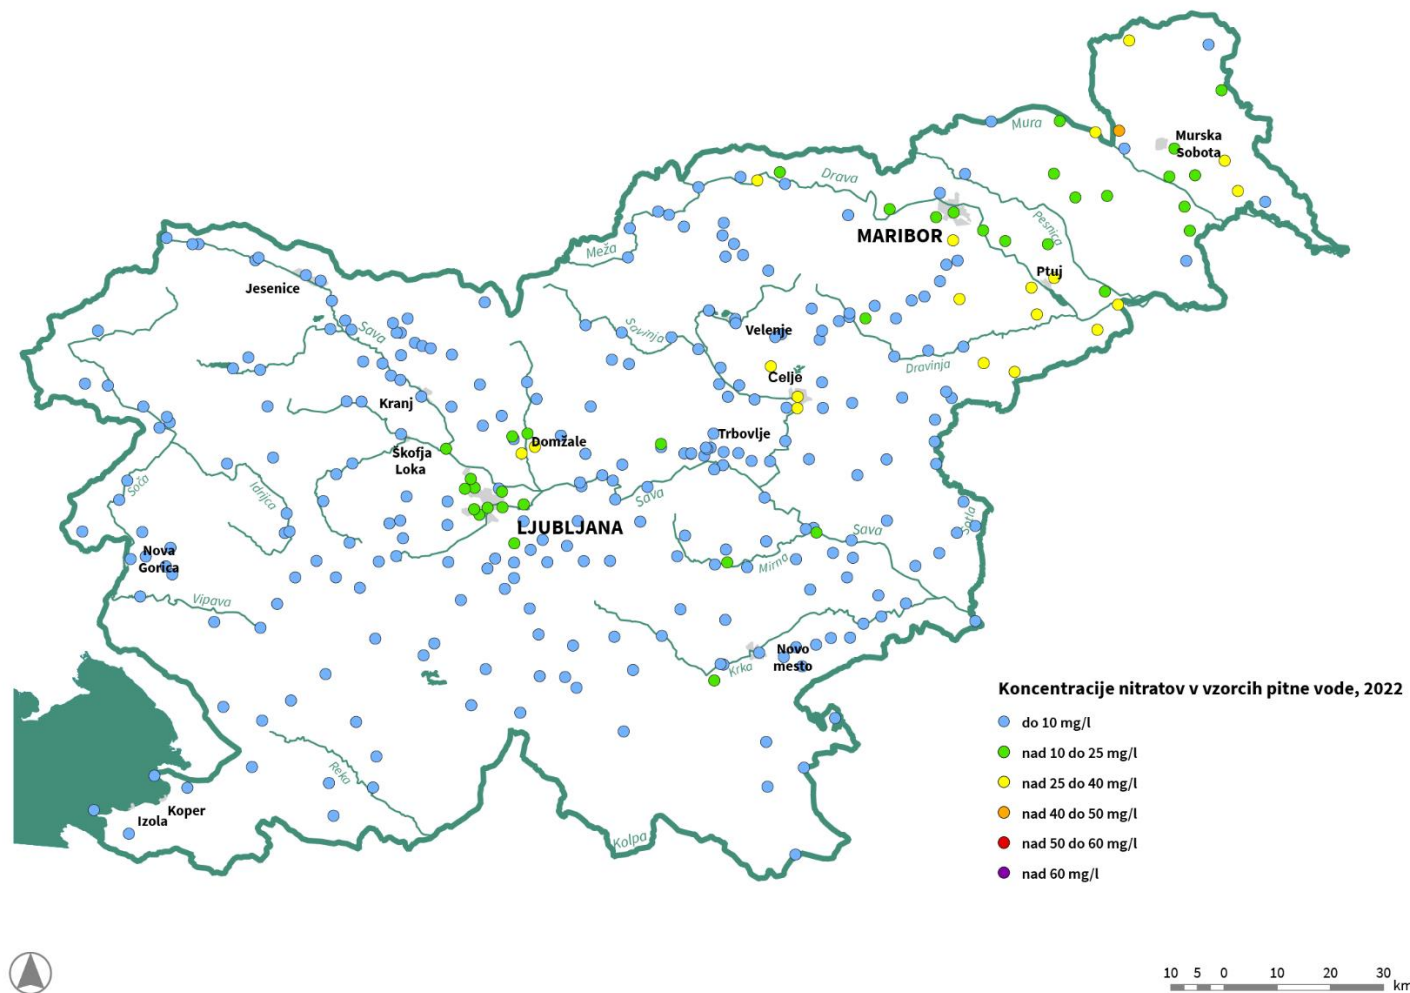 Mura
Murska
Sobota
Drava
Pesnica
MARIBOR
Meža
Ptuj
Jesenice
Sava
Savinja
Velenje
Dravinja
Celje
Kranj
Domžale
Trbovlje
Škofja
Loka
Soča
Idrijca
Sava
LJUBLJANA
Sava
Sotla
Nova
Gorica
Mirna
Vipava
Novo
mesto
Krka
Koncentracije nitratov v vzorcih pitne vode, 2022
do 10 mg/l
nad 10 do 25 mg/l
nad 25 do 40 mg/l
nad 40 do 50 mg/l
nad 50 do 60 mg/l
nad 60 mg/l
Reka
Koper
Izola
Kolpa
10 5 0 10 20 30
km